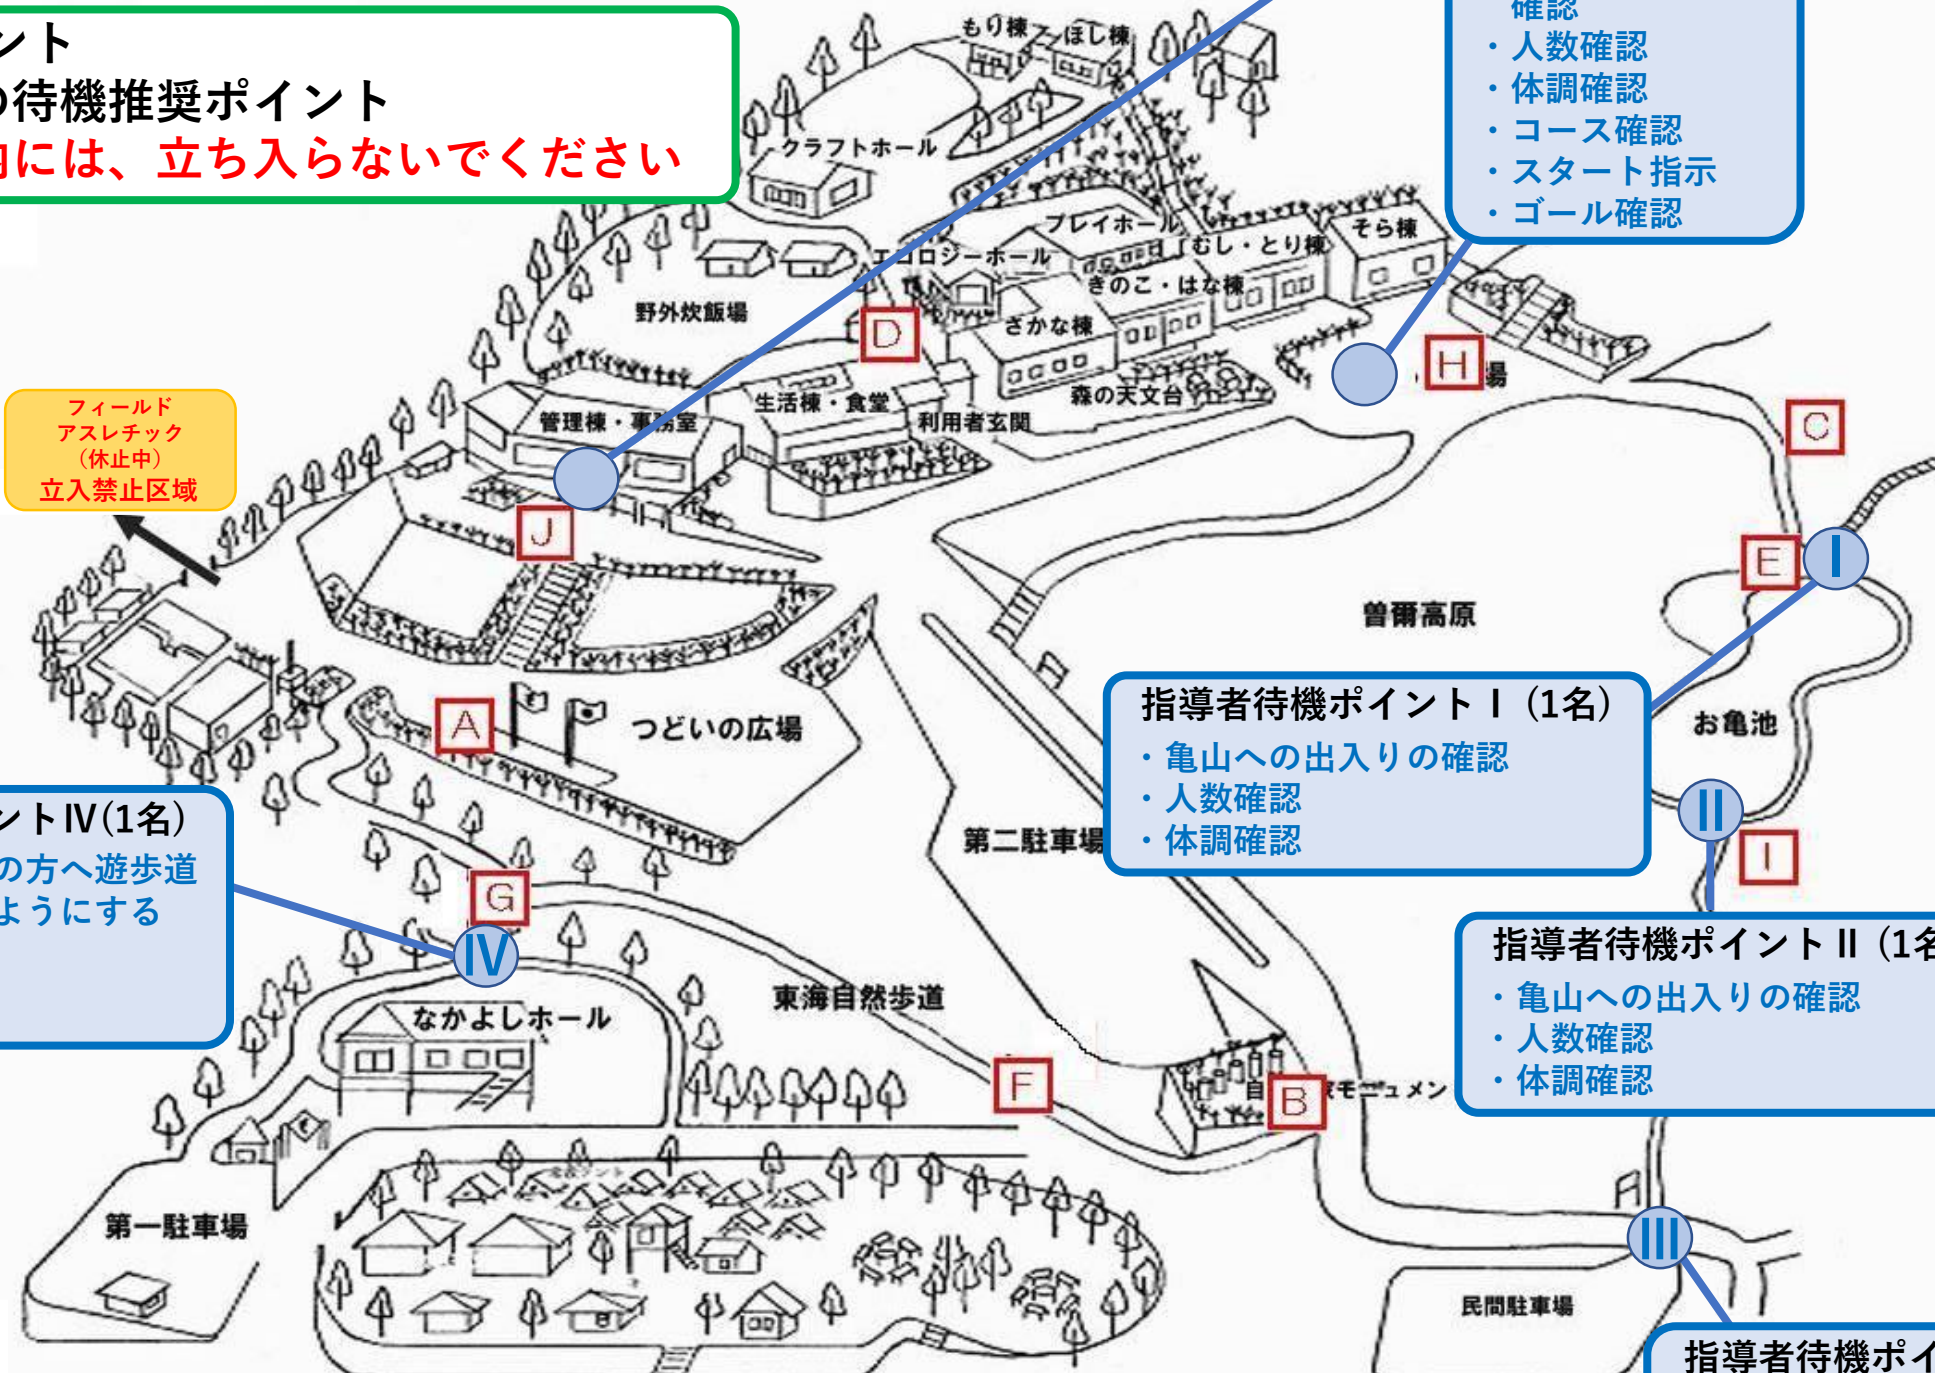 ント
の待機推奨ポイント
には、立ち入らないでください
確認
・人数確認
・体調確認
・コース確認
・スタート指示
・ゴール確認
もり棟
ほし棟
クラフトホール
プレイホール
エコロジーホール
むし・とり棟
そら棟
きのこ・はな棟
さかな棟
野外炊飯場
D
森の天文台
H
場
生活棟・食堂
利用者玄関
管理棟・事務室
フィールド
アスレチック
（休止中）
立入禁止区域
C
J
E
I
曽爾高原
お亀池
A
つどいの広場
指導者待機ポイントⅠ (1名)
・亀山への出入りの確認
・人数確認
・体調確認
第二駐車場
II
I
ントⅣ(1名)
の方へ遊歩道
ようにする
G
IV
指導者待機ポイントⅡ (1名
・亀山への出入りの確認
・人数確認
・体調確認
東海自然歩道
なかよしホール
F
自
B
家モニュメン
第一駐車場
III
民間駐車場
指導者待機ポイ